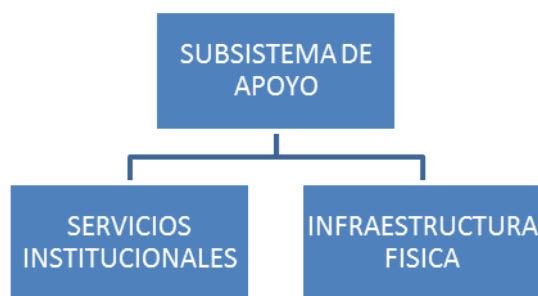 SUBSISTEMA DE
APOYO
SERVICIOS
INSTITUCIONALES
INFRAESTRUCTURA
FISICA